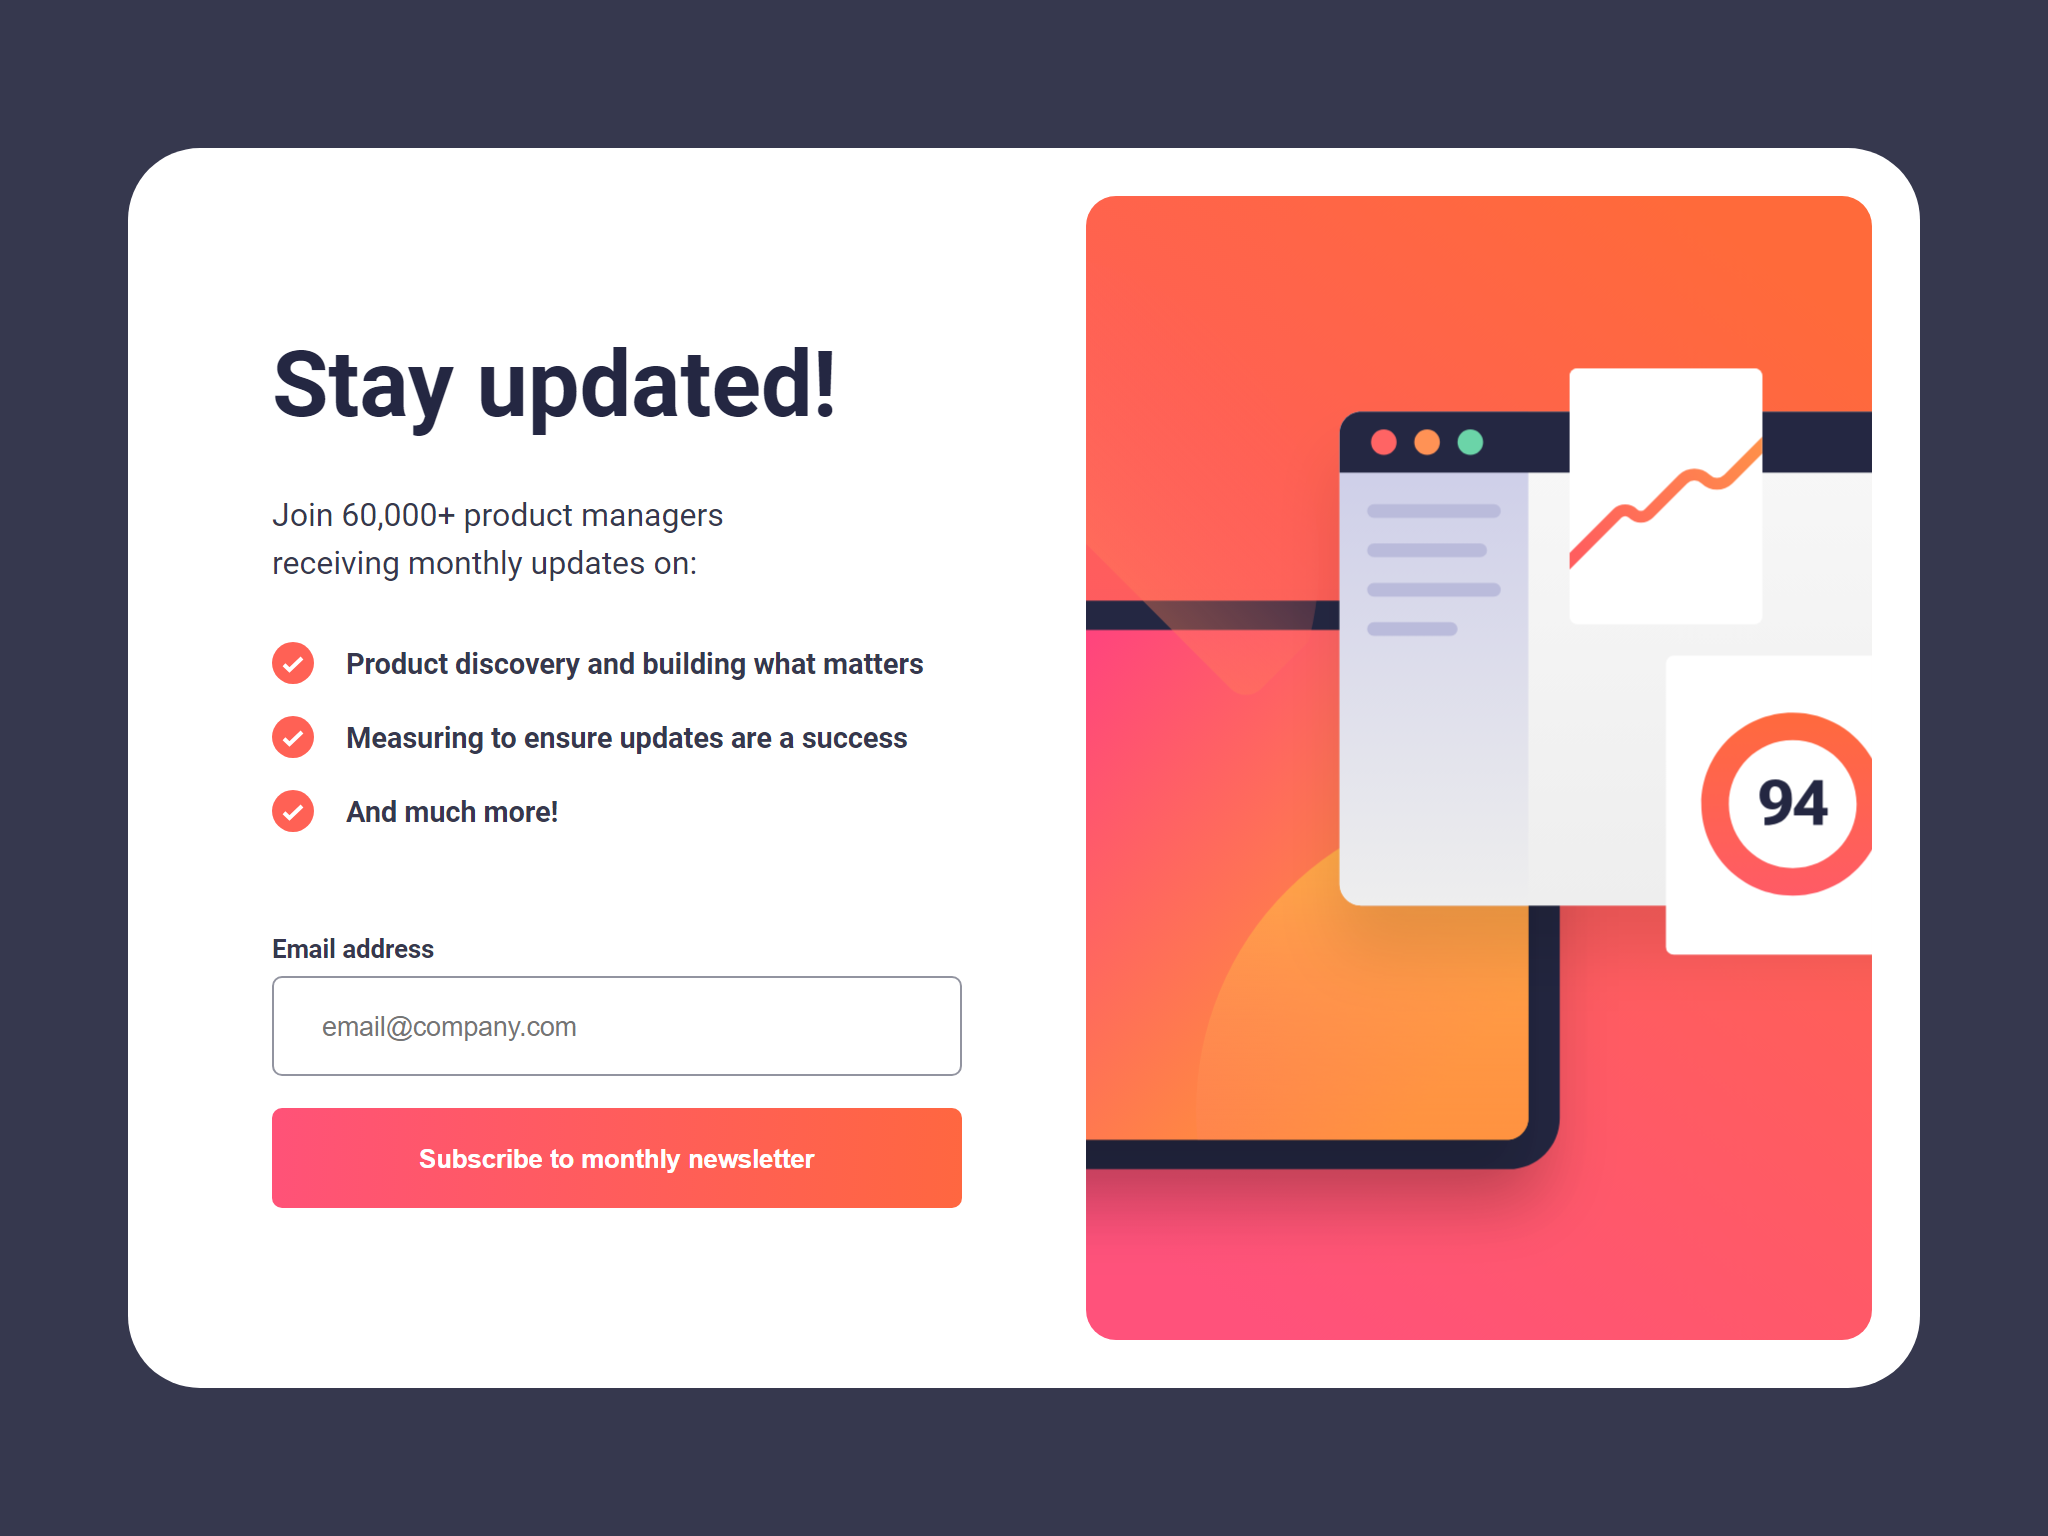 Stay updated!
Join 60,000+ product managers
receiving monthly updates on:
Product discovery and building what matters
Measuring to ensure updates are a success
And much more!
Email address
email@company.com
Subscribe to monthly newsletter
94